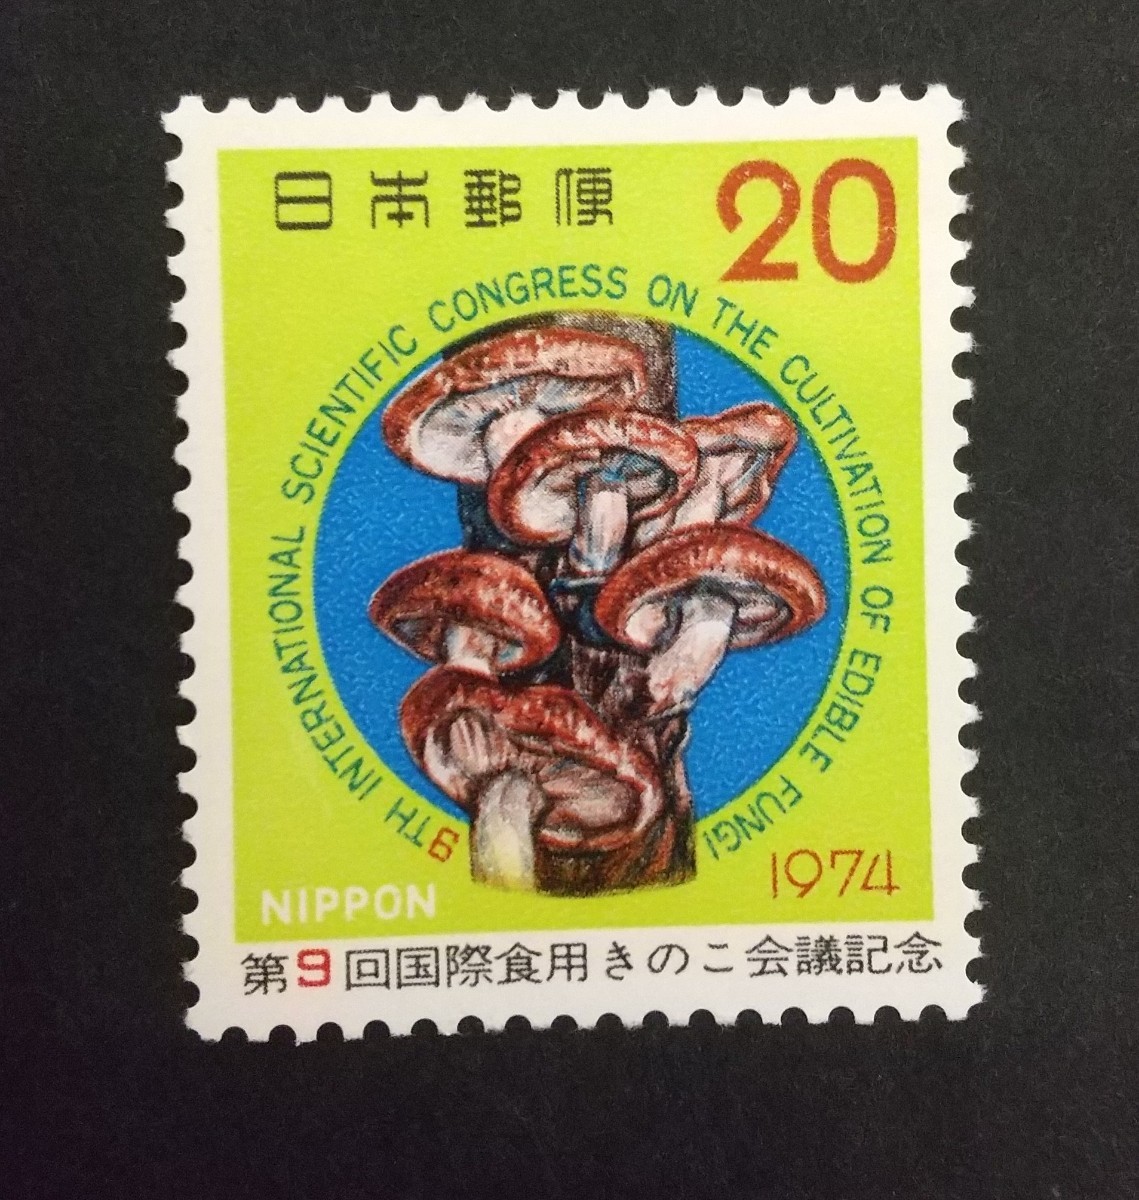 日本郵便
20
9TH INTERNATIONAL SCIENTIFIC CONGRESS ON THE CULTIVATION OF EDIBLE FUNGI
1974
NIPPON
第9回国際食用きのこ会議記念